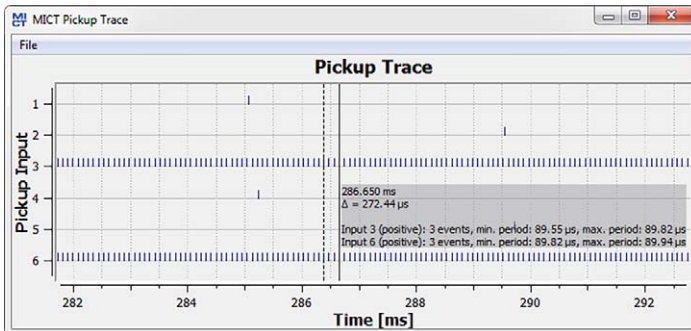 MI
CT
MICT Pickup Trace
File
Pickup Trace
Pickup Input
1
2
3
4
5
6
286.650 ms
Δ = 272.44 µs
Input 3 (positive): 3 events, min. period: 89.55 µs, max. period: 89.82 µs
Input 6 (positive): 3 events, min. period: 89.82 µs, max. period: 89.94 µs
282
284
286
288
290
292
Time [ms]